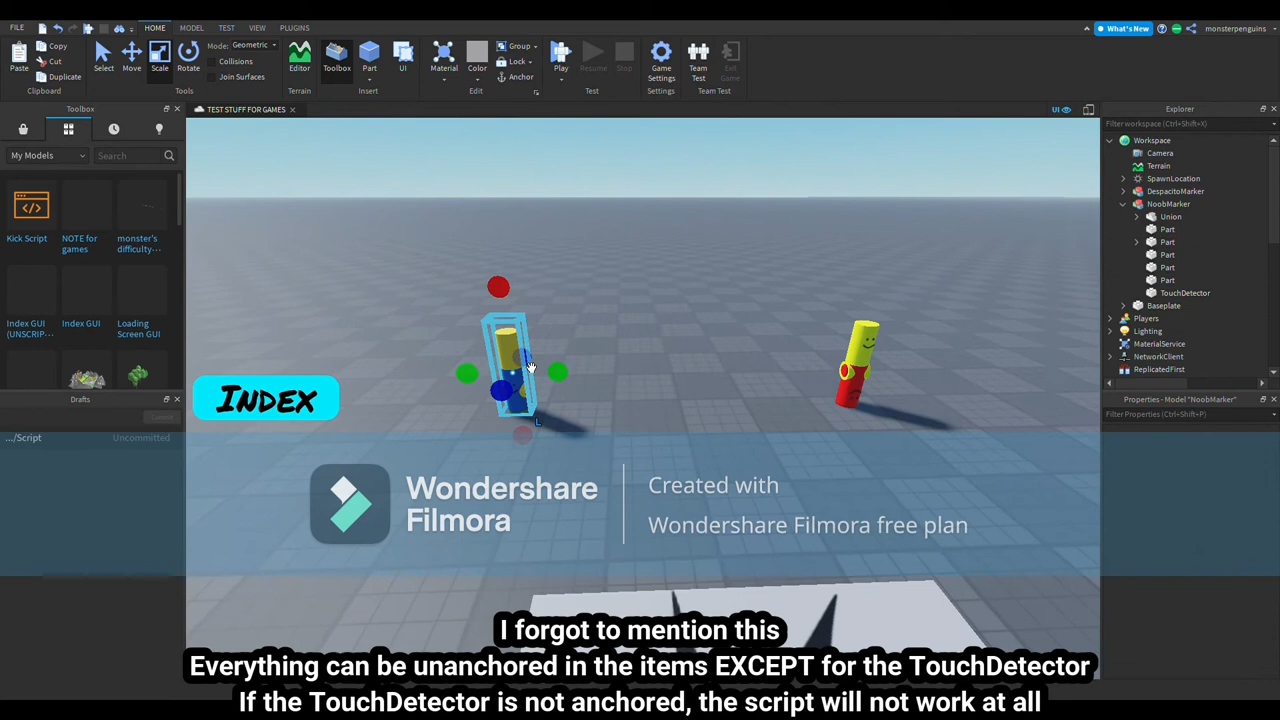 FILE
HOME
MODEL
TEST
VIEW
PLUGINS
What's New
monsterpenguins
Paste
Copy
Cut
Duplicate
Clipboard
Select
Move
Scale
Rotate
Mode: Geometric
Collisions
Join Surfaces
Tools
Editor
Terrain
Toolbox
Part
UI
Insert
Material
Color
Group
Lock
Anchor
Edit
Play
Resume
Stop
Test
Game Settings
Settings
Team Test
Exit Game
Team Test
Toolbox
My Models
Search
Kick Script
NOTE for games
monster's difficulty-···
Index GUI (UNSCRIP···
Index GUI
Loading Screen GUI
Drafts
Commit
.../Script
Uncommitted
TEST STUFF FOR GAMES
UI
L
INDEX
Wondershare
Filmora
Created with
Wondershare Filmora free plan
I forgot to mention this
Everything can be unanchored in the items EXCEPT for the TouchDetector
If the TouchDetector is not anchored, the script will not work at all
Explorer
Filter workspace (Ctrl+Shift+X)
Workspace
Camera
Terrain
SpawnLocation
DespacitoMarker
NoobMarker
Union
Part
Part
Part
Part
Part
TouchDetector
Baseplate
Players
Lighting
MaterialService
NetworkClient
ReplicatedFirst
Properties - Model "NoobMarker"
Filter Properties (Ctrl+Shift+P)